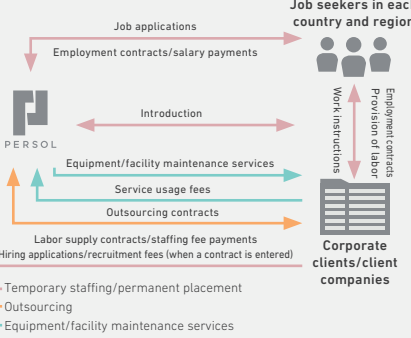 Job seekers in each
country and region
Job applications
Employment contracts/salary payments
Introduction
Work instructions
Provision of labor
Employment contracts
PERSOL
Equipment/facility maintenance services
Service usage fees
Outsourcing contracts
Labor supply contracts/staffing fee payments
Hiring applications/recruitment fees (when a contract is entered)
Corporate
clients/client
companies
Temporary staffing/permanent placement
Outsourcing
Equipment/facility maintenance services